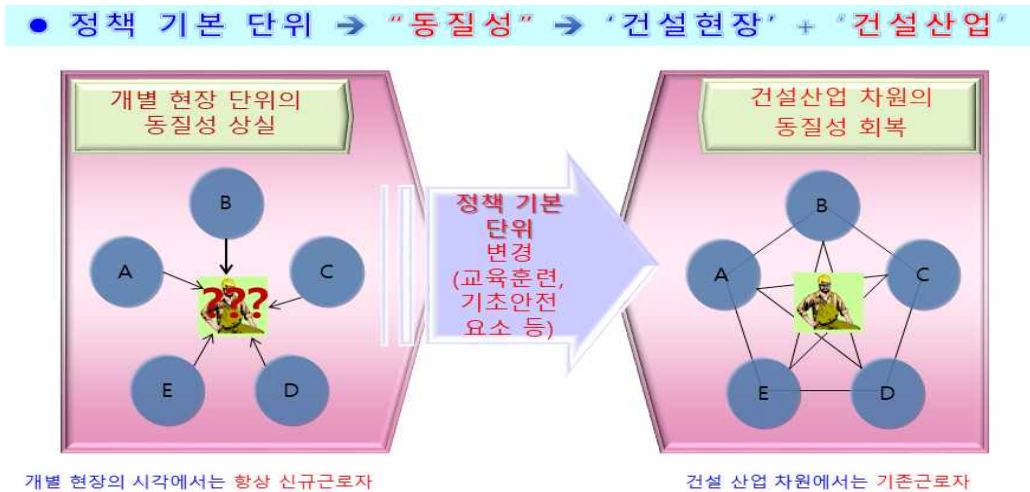 ● 정책 기본 단위 → “동질성” → ‘건설현장’ + ‘건설산업’
개별 현장 단위의
동질성 상실
B
A
C
???
E
D
정책 기본
단위
변경
(교육훈련,
기초안전
요소 등)
건설산업 차원의
동질성 회복
B
A
C
E
D
개별 현장의 시각에서는 항상 신규근로자
건설 산업 차원에서는 기존근로자